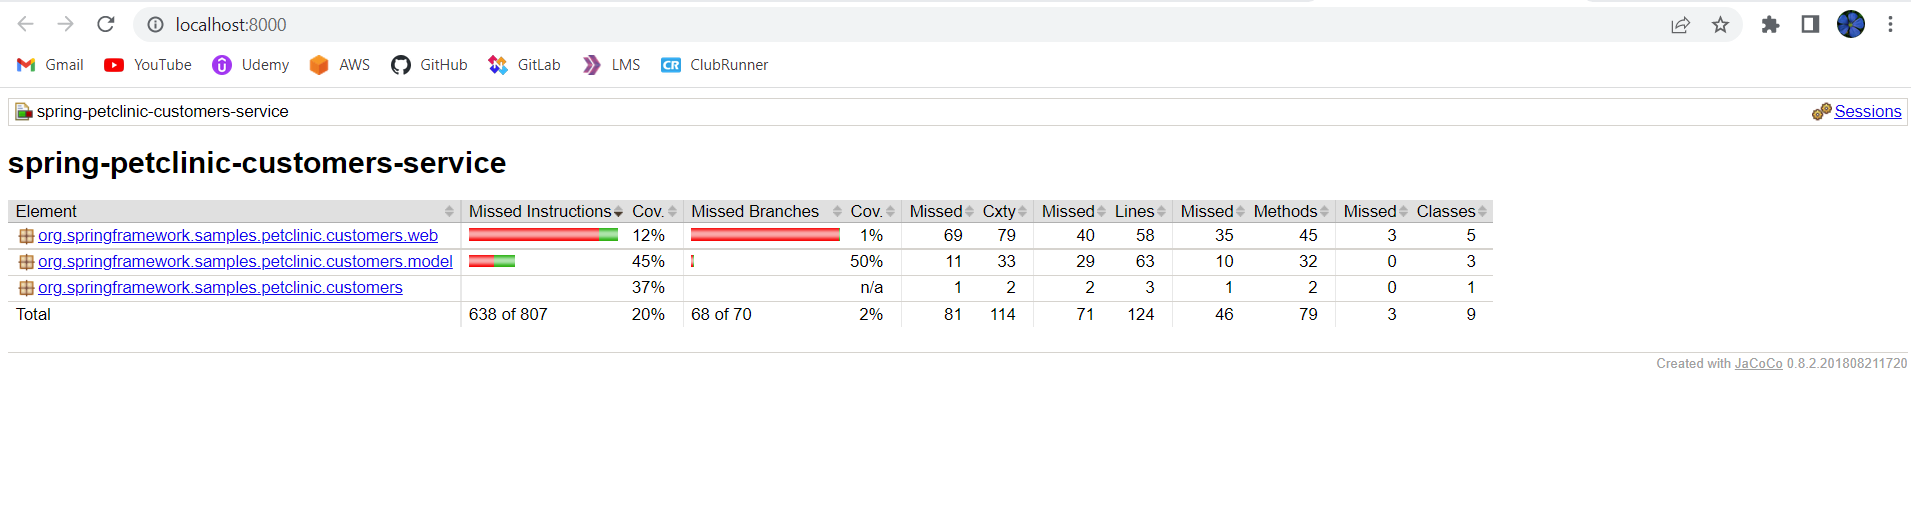 localhost:8000
Gmail YouTube Udemy AWS GitHub GitLab LMS CR ClubRunner
spring-petclinic-customers-service Sessions
spring-petclinic-customers-service
Element Missed Instructions Cov. Missed Branches Cov. Missed Cxty Missed Lines Missed Methods Missed Classes
org.springframework.samples.petclinic.customers.web 12% 1% 69 79 40 58 35 45 3 5
org.springframework.samples.petclinic.customers.model 45% 50% 11 33 29 63 10 32 0 3
org.springframework.samples.petclinic.customers 37% n/a 1 2 2 3 1 2 0 1
Total 638 of 807 20% 68 of 70 2% 81 114 71 124 46 79 3 9
Created with JaCoCo 0.8.2.201808211720